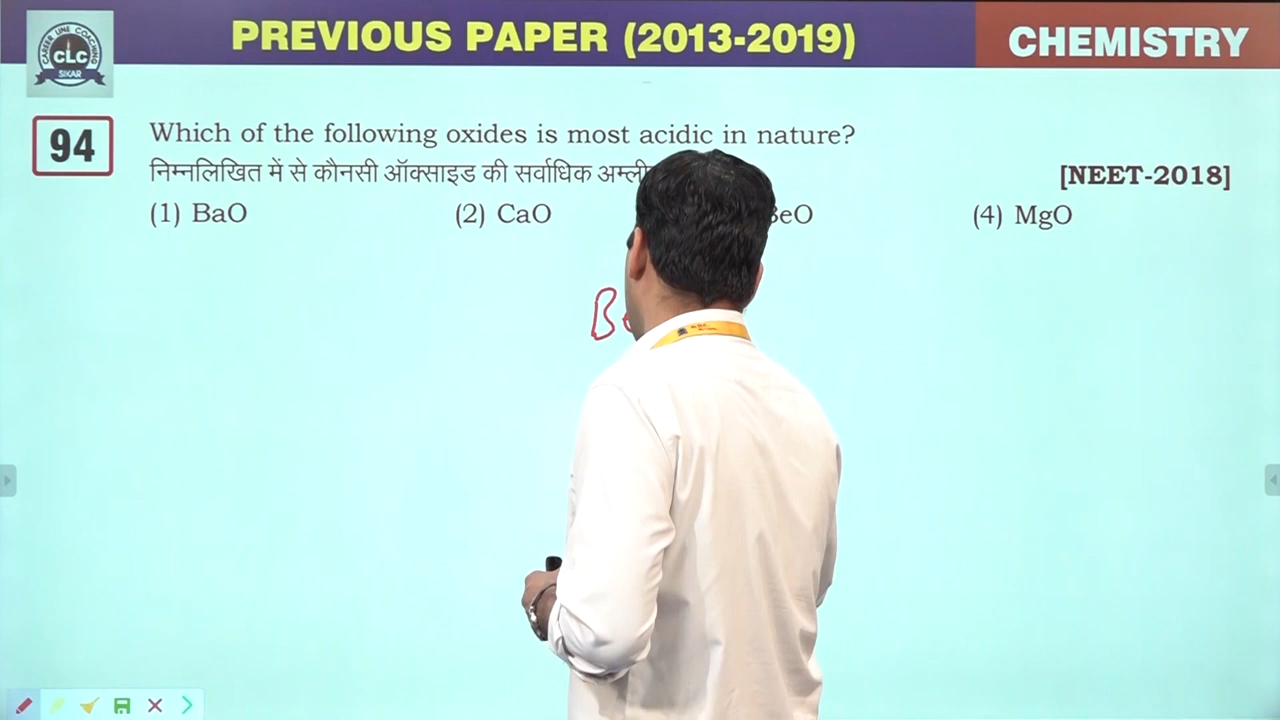 PREVIOUS PAPER (2013-2019)
CHEMISTRY
CAREER LINE COACHING
CLC
SIKAR
94
Which of the following oxides is most acidic in nature?
निम्नलिखित में से कौनसी ऑक्साइड की सर्वाधिक
[NEET-2018]
(1) BaO (2) CaO BeO (4) MgO
B